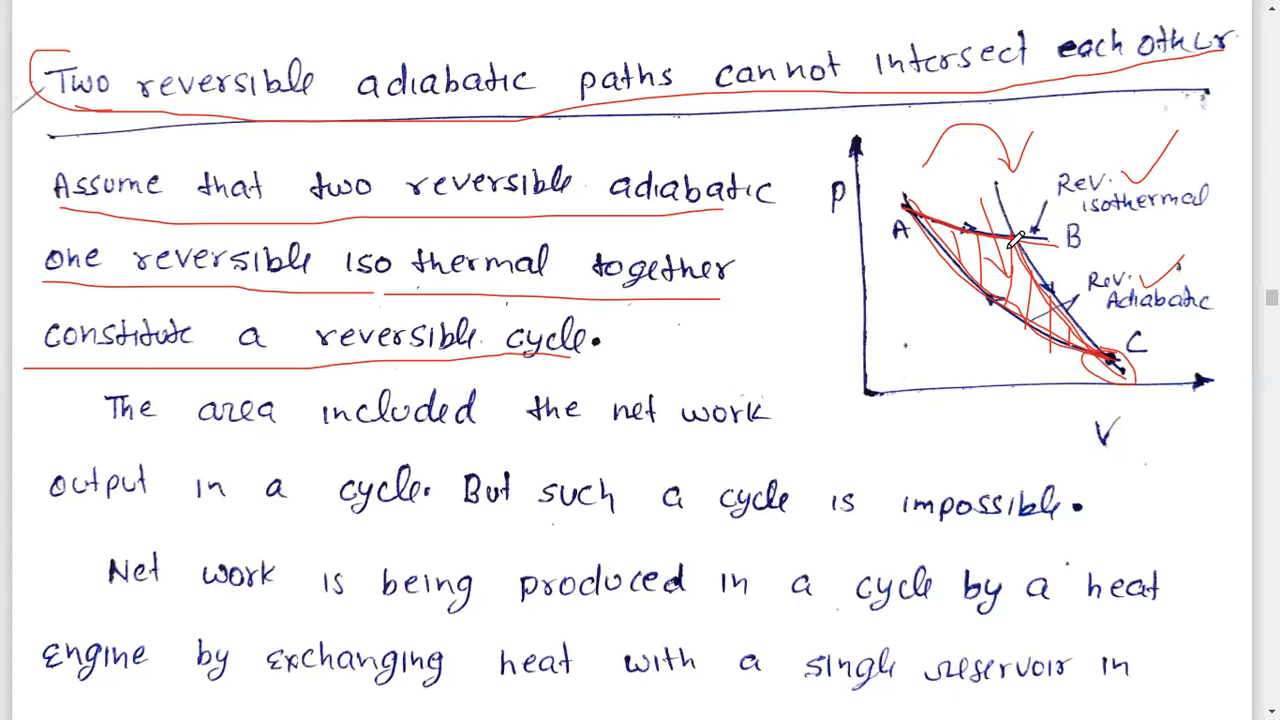 Two reversible adiabatic paths cannot intersect each other
Assume that two reversible adiabatic
one reversible iso thermal together
constitute a reversible cycle.
The area included the net work
output in a cycle. But such a cycle is impossible.
Net work is being produced in a cycle by a heat
engine by exchanging heat with a single reservoir in
P
A
Rev.
isothermal
B
Rev.
Adiabatic
C
V